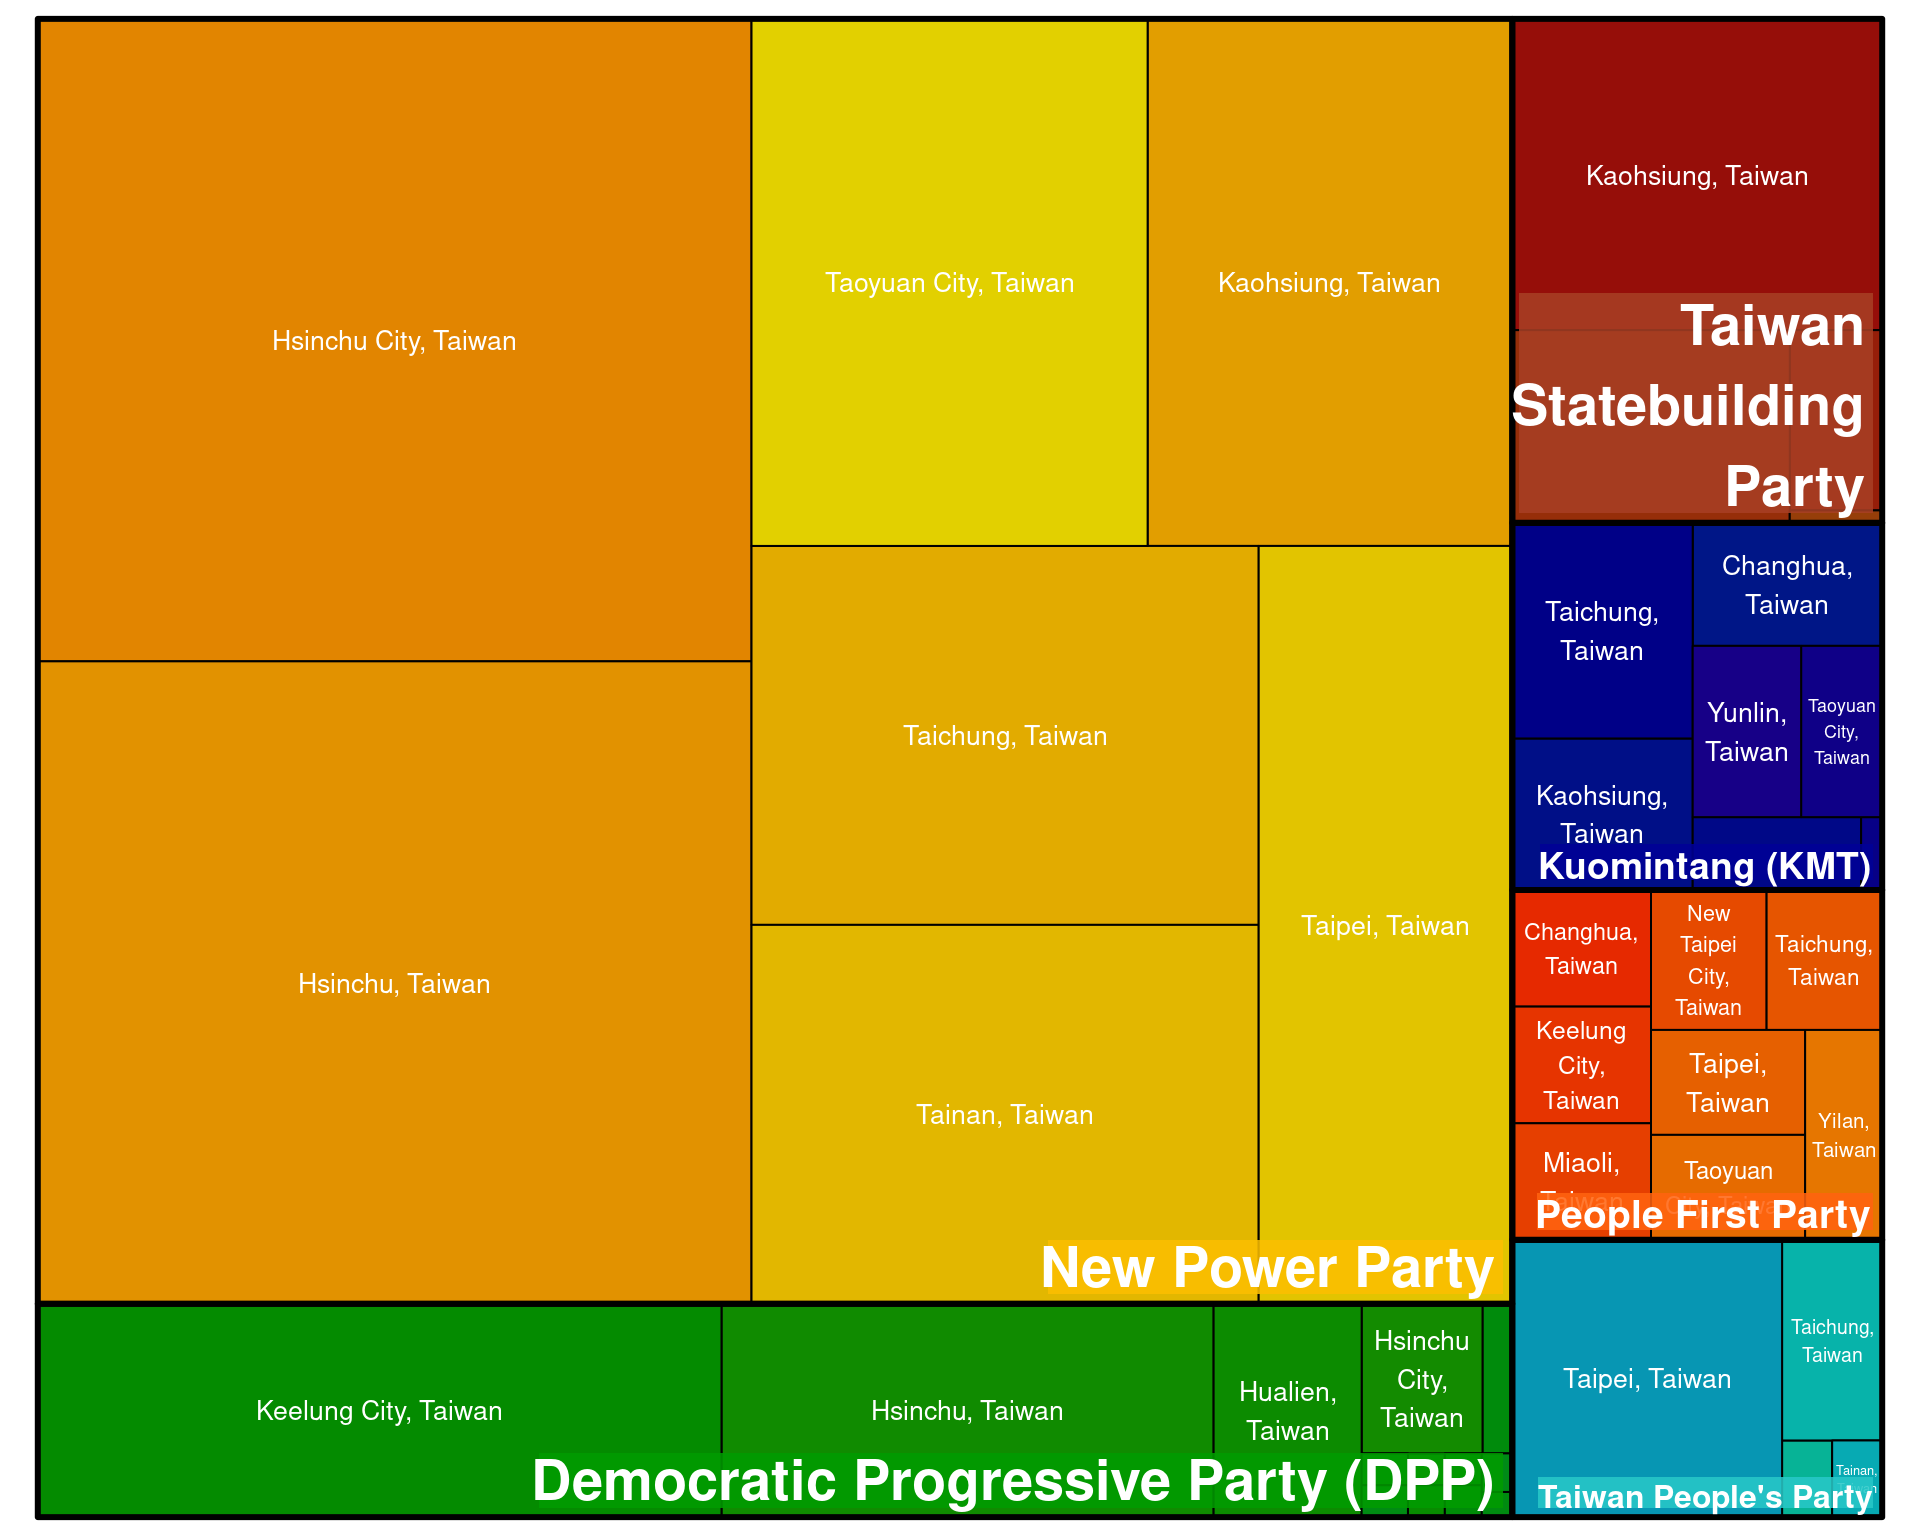 Hsinchu City, Taiwan
Hsinchu, Taiwan
Taoyuan City, Taiwan
Kaohsiung, Taiwan
Taichung, Taiwan
Tainan, Taiwan
Taipei, Taiwan
New Power Party
Keelung City, Taiwan
Hsinchu, Taiwan
Hualien,
Taiwan
Hsinchu
City,
Taiwan
Democratic Progressive Party (DPP)
Kaohsiung, Taiwan
Taiwan
Statebuilding
Party
Taichung,
Taiwan
Kaohsiung,
Taiwan
Changhua,
Taiwan
Yunlin,
Taiwan
Taoyuan
City,
Taiwan
Kuomintang (KMT)
Changhua,
Taiwan
Keelung
City,
Taiwan
Miaoli,
Taiwan
New
Taipei
City,
Taiwan
Taichung,
Taiwan
Taipei,
Taiwan
Taoyuan
City, Taiwan
Yilan,
Taiwan
People First Party
Taipei, Taiwan
Taichung,
Taiwan
Tainan,
Taiwan People's Party